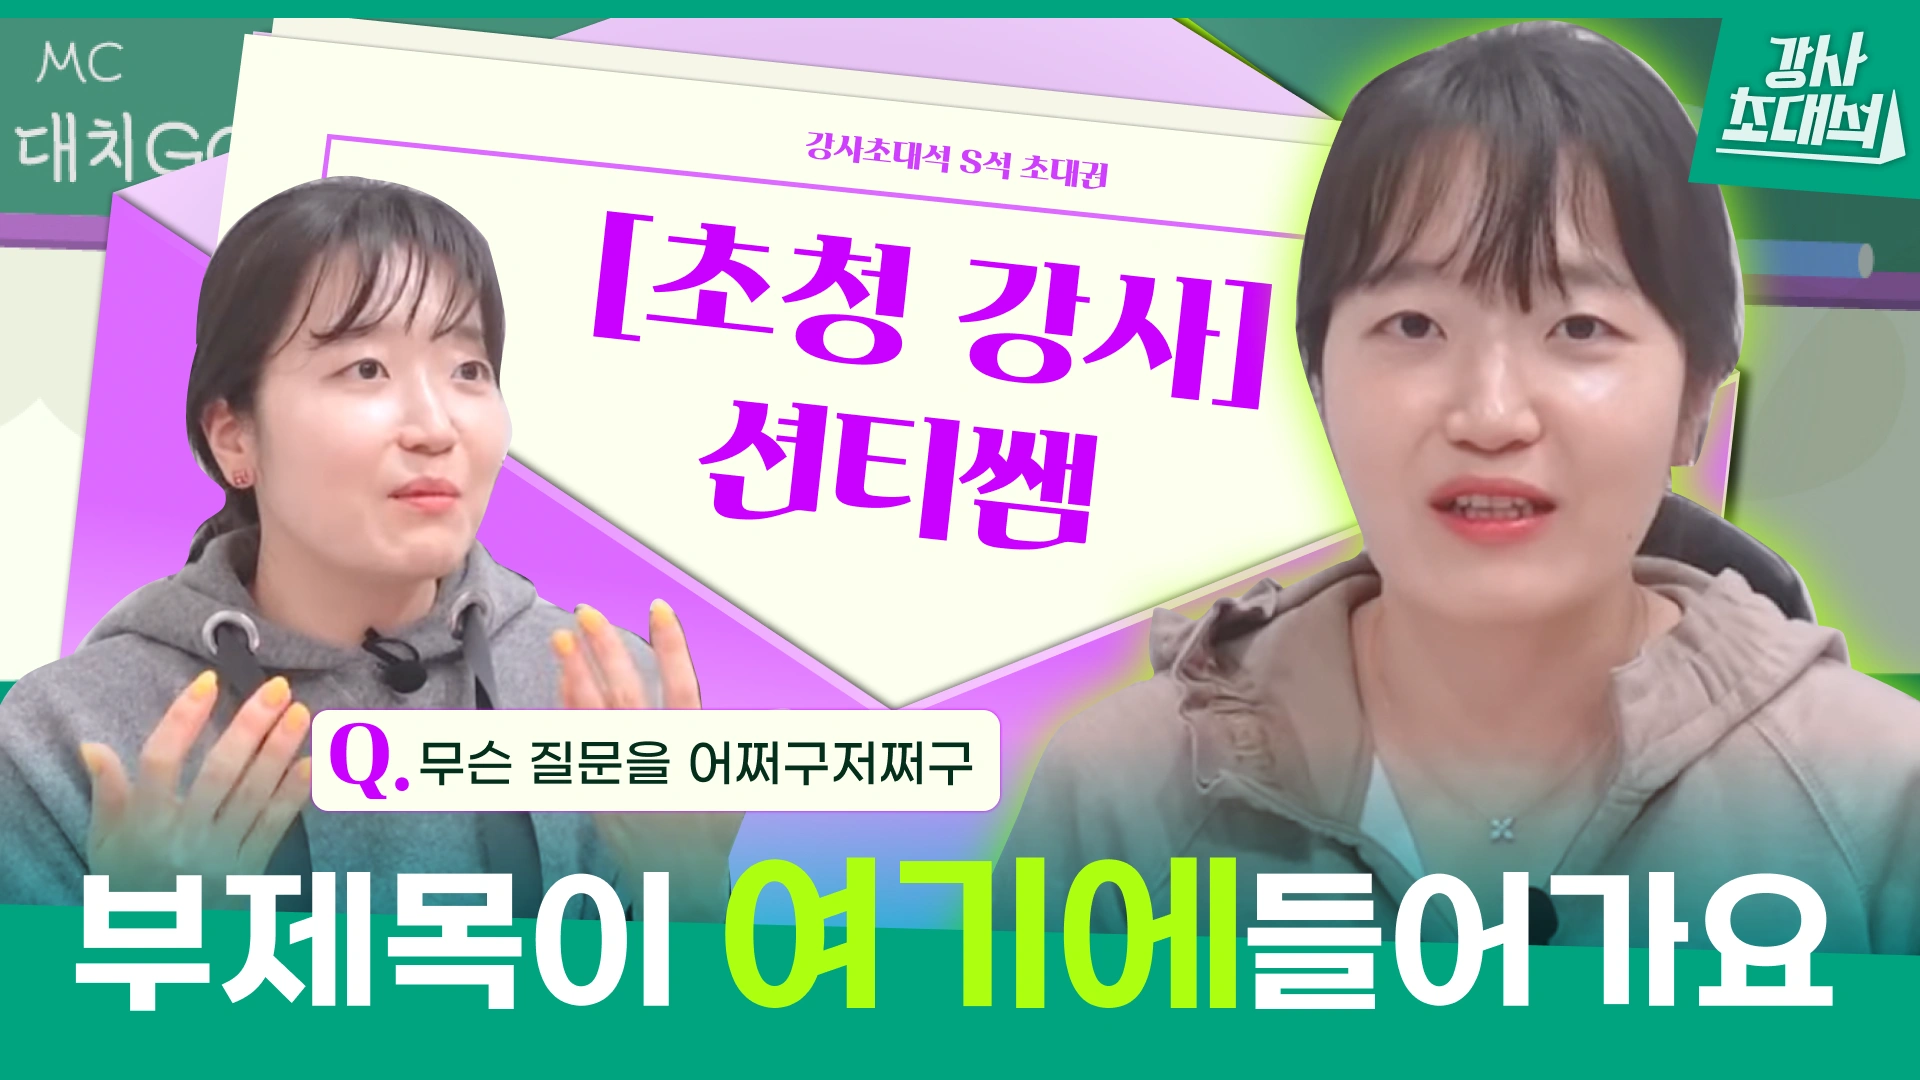 MC
대치GO
강사
초대석
강사초대석 S석 초대권
[초청 강사]
션티쌤
Q. 무슨 질문을 어쩌구저쩌구
부제목이 여기에들어가요